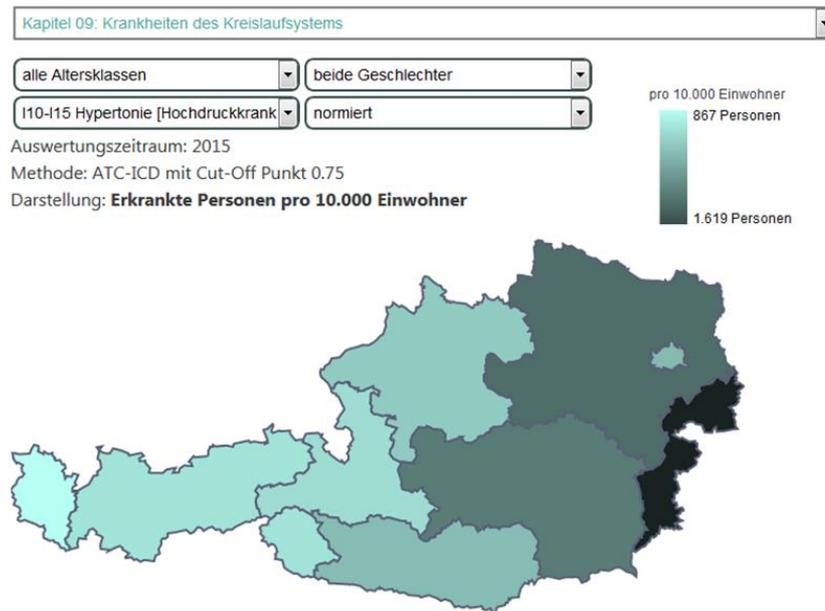 Kapitel 09: Krankheiten des Kreislaufsystems
alle Altersklassen
beide Geschlechter
I10-I15 Hypertonie [Hochdruckkrank
normiert
Auswertungszeitraum: 2015
Methode: ATC-ICD mit Cut-Off Punkt 0.75
Darstellung: Erkrankte Personen pro 10.000 Einwohner
pro 10.000 Einwohner
867 Personen
1.619 Personen